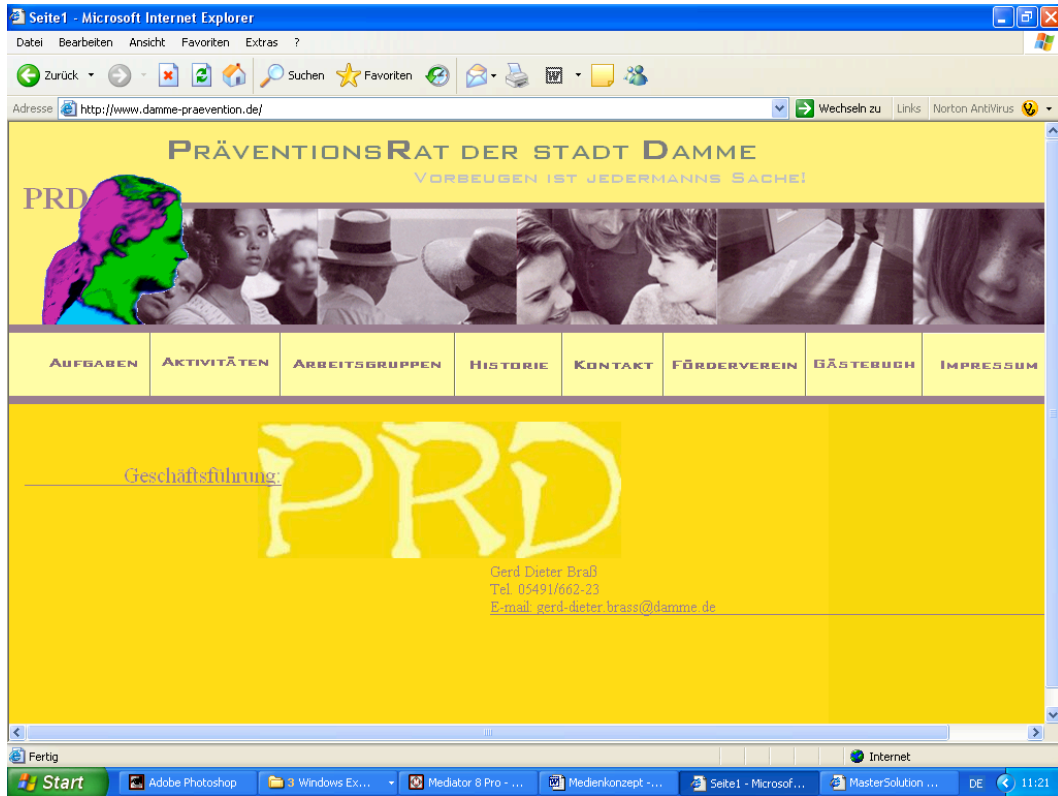 Seite1 - Microsoft Internet Explorer
Datei Bearbeiten Ansicht Favoriten Extras ?
Zurück Suchen Favoriten
Adresse http://www.damme-praevention.de/ Wechseln zu Links Norton AntiVirus
PRÄVENTIONSRAT DER STADT DAMME
VORBEUGEN IST JEDERMANNS SACHE!
PRD
AUFGABEN AKTIVITÄTEN ARBEITSGRUPPEN HISTORIE KONTAKT FÖRDERVEREIN GÄSTEBUCH IMPRESSUM
PRD
Geschäftsführung:
Gerd Dieter Braß
Tel. 05491/662-23
E-mail: gerd-dieter.brass@damme.de
Fertig Internet
Start Adobe Photoshop 3 Windows Ex... Mediator 8 Pro - ... Medienkonzept -... Seite1 - Microsof... MasterSolution ... DE 11:21